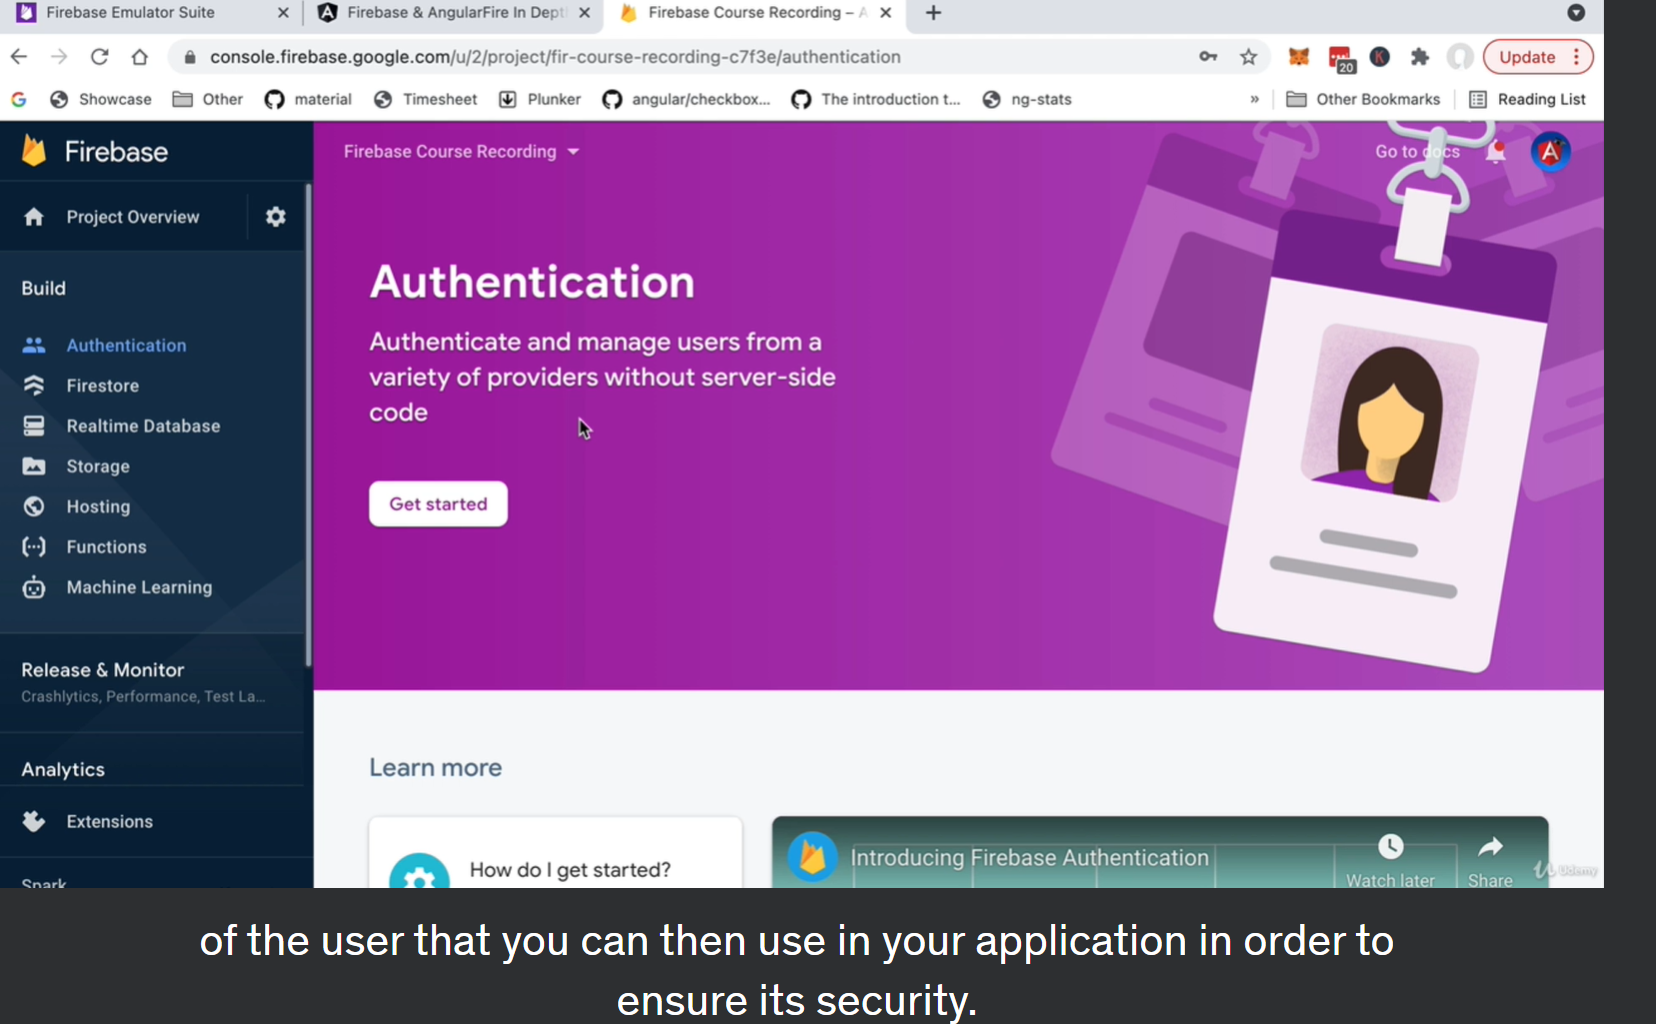 Firebase Emulator Suite
Firebase & AngularFire In Dept
Firebase Course Recording – A
console.firebase.google.com/u/2/project/fir-course-recording-c7f3e/authentication
20
K
Update
G
Showcase
Other
material
Timesheet
Plunker
angular/checkbox...
The introduction t...
ng-stats
»
Other Bookmarks
Reading List
Firebase
Firebase Course Recording
Go to docs
A
Project Overview
Build
Authentication
Firestore
Realtime Database
Storage
Hosting
Functions
Machine Learning
Release & Monitor
Crashlytics, Performance, Test La...
Analytics
Extensions
Spark
Authentication
Authenticate and manage users from a
variety of providers without server-side
code
Get started
Learn more
How do I get started?
Introducing Firebase Authentication
Watch later
Share
Udemy
of the user that you can then use in your application in order to
ensure its security.